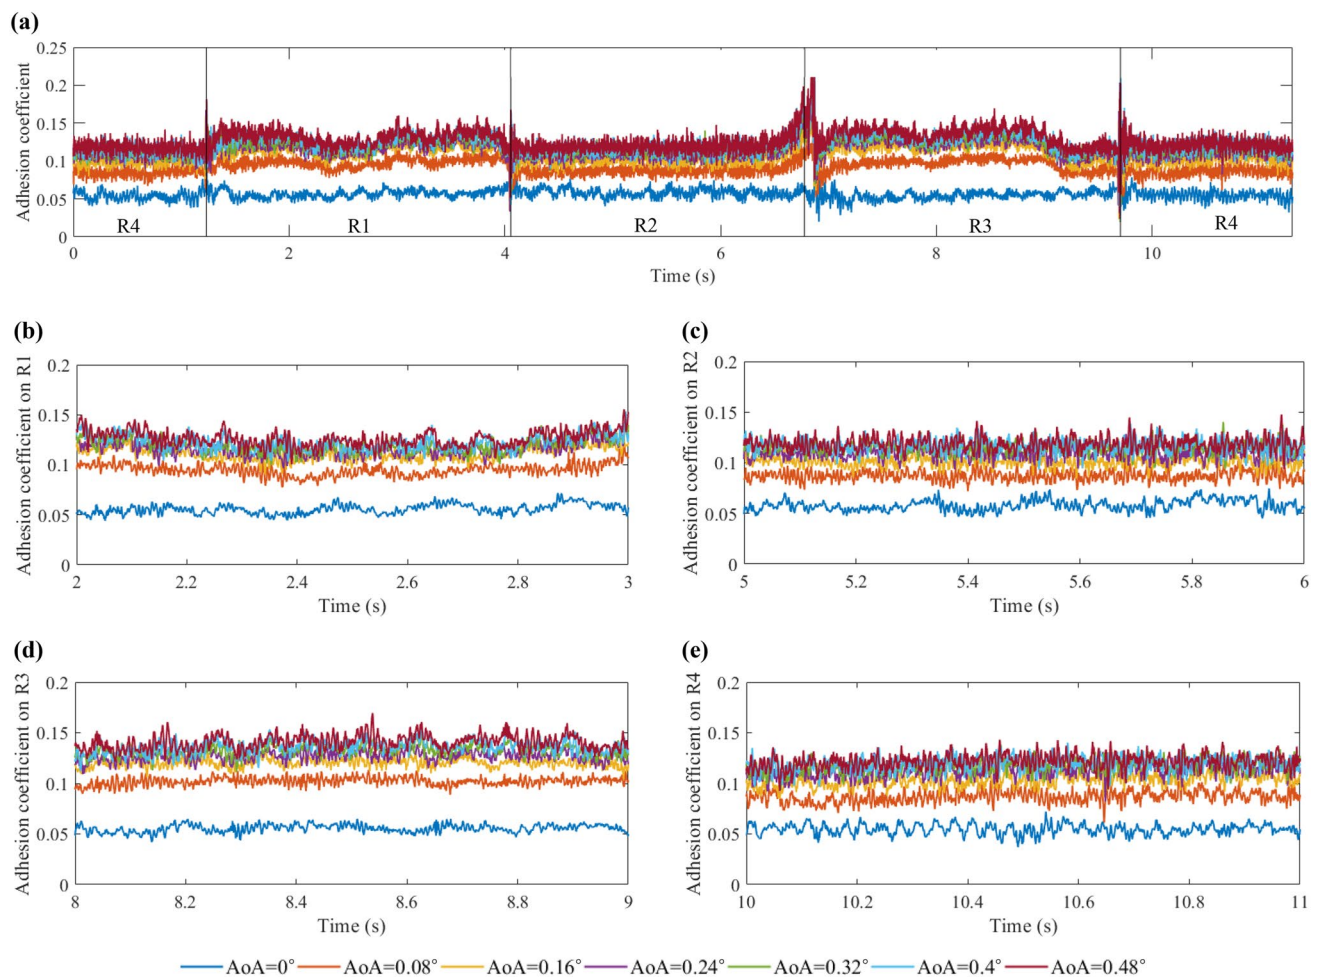 (a)
Adhesion coefficient
0.25
0.2
0.15
0.1
0.05
0
R4
R1
R2
R3
R4
0
2
4
6
8
10
Time (s)
(b)
Adhesion coefficient on R1
0.2
0.15
0.1
0.05
0
2
2.2
2.4
2.6
2.8
3
Time (s)
(c)
Adhesion coefficient on R2
0.2
0.15
0.1
0.05
0
5
5.2
5.4
5.6
5.8
6
Time (s)
(d)
Adhesion coefficient on R3
0.2
0.15
0.1
0.05
0
8
8.2
8.4
8.6
8.8
9
Time (s)
(e)
Adhesion coefficient on R4
0.2
0.15
0.1
0.05
0
10
10.2
10.4
10.6
10.8
11
Time (s)
AoA=0° AoA=0.08° AoA=0.16° AoA=0.24° AoA=0.32° AoA=0.4° AoA=0.48°